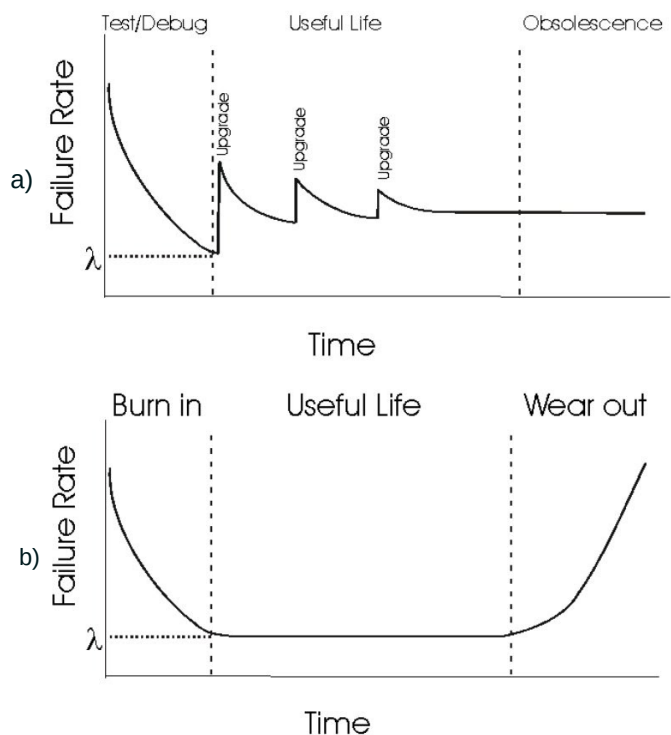 Test/Debug Useful Life Obsolescence
Failure Rate
a)
Upgrade
Upgrade
Upgrade
λ
Time
Burn in Useful Life Wear out
Failure Rate
b)
λ
Time